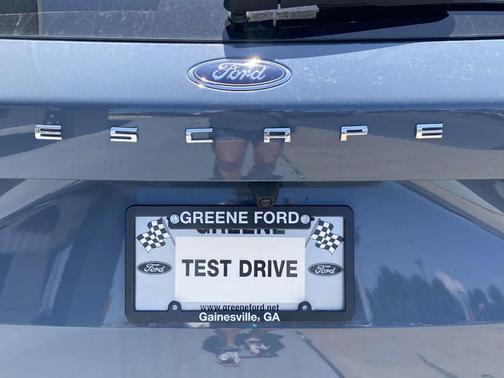 Ford
ESCAPE
GREENE FORD
GREENE
TEST DRIVE
Ford
Ford
www.greeneford.net
Gainesville, GA